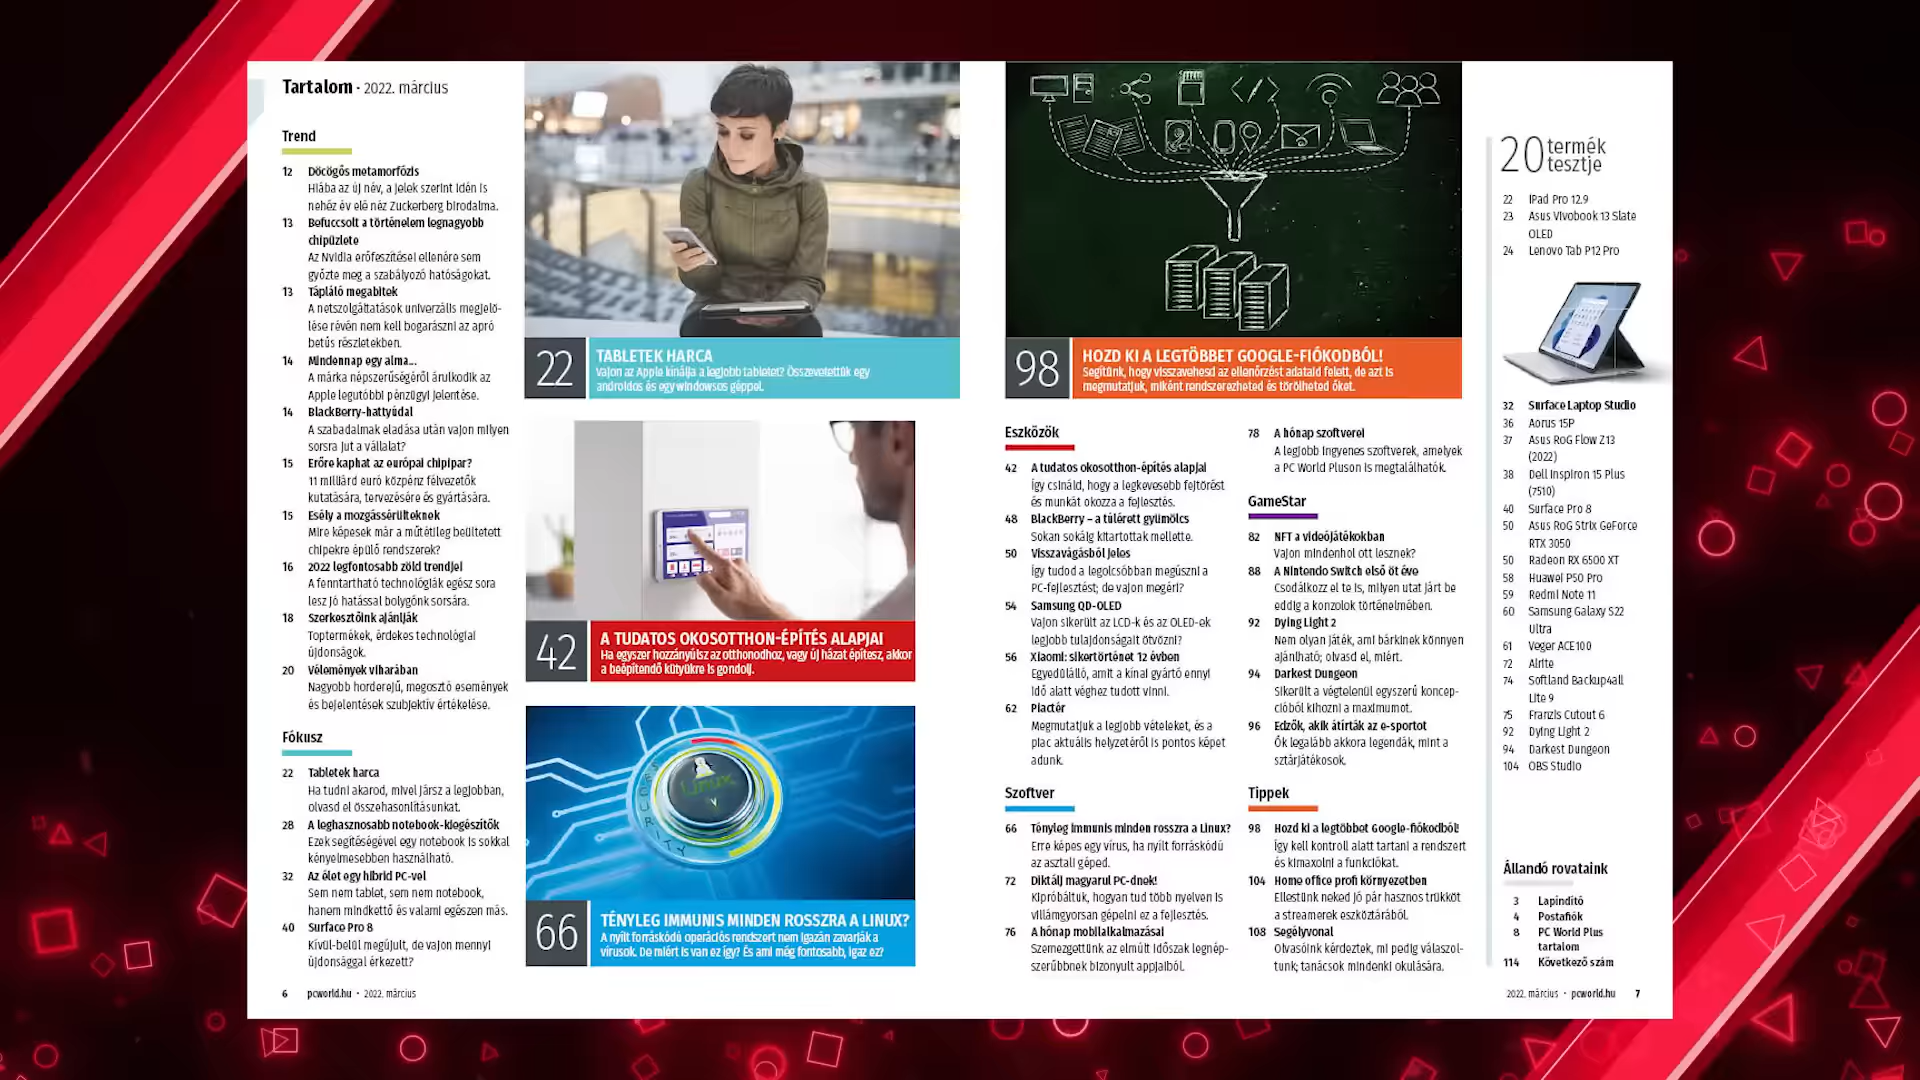 Tartalom · 2022. március
Trend
12 Döcögős metamorfózis
Hiába az új név, a jelek szerint idén is
nehéz év elé néz Zuckerberg birodalma.
13 Befuccsolt a történelem legnagyobb
chipüzlete
Az Nvidia erőfeszítései ellenére sem
győzte meg a szabályozó hatóságokat.
13 Tápláló megabitek
A netszolgáltatások univerzális megjelö-
lése révén nem kell bogarászni az apró
betűs részletekben.
14 Mindennap egy alma...
A márka népszerűségéről árulkodik az
Apple legutóbbi pénzügyi jelentése.
14 BlackBerry-hattyúdal
A szabadalmak eladása után vajon milyen
sorsra jut a vállalat?
15 Erőre kaphat az európai chipipar?
11 milliárd euró közpénz félvezetők
kutatására, tervezésére és gyártására.
15 Esély a mozgássérülteknek
Mire képesek már a műtétileg beültetett
chipekre épülő rendszerek?
16 2022 legfontosabb zöld trendjei
A fenntartható technológiák egész sora
lesz jó hatással bolygónk sorsára.
18 Szerkesztőink ajánlják
Toptermékek, érdekes technológiai
újdonságok.
20 Vélemények viharában
Nagyobb horderejű, megosztó események
és bejelentések szubjektív értékelése.
Fókusz
22 Tabletek harca
Ha tudni akarod, mivel jársz a legjobban,
olvasd el összehasonlításunkat.
28 A leghasznosabb notebook-kiegészítők
Ezek segítségével egy notebook is sokkal
kényelmesebben használható.
32 Az élet egy hibrid PC-vel
Sem nem tablet, sem nem notebook,
hanem mindkettő és valami egészen más.
40 Surface Pro 8
Kívül-belül megújult, de vajon mennyi
újdonsággal érkezett?
6 pcworld.hu · 2022. március
22 TABLETEK HARCA
Vajon az Apple kínálja a legjobb tabletet? Összevetettük egy
androidos és egy windowsos géppel.
42 A TUDATOS OKOSOTTHON-ÉPÍTÉS ALAPJAI
Ha egyszer hozzányúlsz az otthonodhoz, vagy új házat építesz, akkor
a beépítendő kütyükre is gondolj.
LINUX
SECURITY
66 TÉNYLEG IMMUNIS MINDEN ROSSZRA A LINUX?
A nyílt forráskódú operációs rendszert nem igazán zavarják a
vírusok. De miért is van ez így? És ami még fontosabb, igaz ez?
98 HOZD KI A LEGTÖBBET GOOGLE-FIÓKODBÓL!
Segítünk, hogy visszavehesd az ellenőrzést adataid felett, de azt is
megmutatjuk, miként rendszerezheted és törölheted őket.
Eszközök
42 A tudatos okosotthon-építés alapjai
Így csináld, hogy a legkevesebb fejtörést
és munkát okozza a fejlesztés.
48 BlackBerry – a túlérett gyümölcs
Sokan sokáig kitartottak mellette.
50 Visszavágásból jeles
Így tudod a legolcsóbban megúszni a
PC-fejlesztést; de vajon megéri?
54 Samsung QD-OLED
Vajon sikerült az LCD-k és az OLED-ek
legjobb tulajdonságait ötvözni?
56 Xiaomi: sikertörténet 12 évben
Egyedülálló, amit a kínai gyártó ennyi
idő alatt véghez tudott vinni.
62 Piactér
Megmutatjuk a legjobb vételeket, és a
piac aktuális helyzetéről is pontos képet
adunk.
Szoftver
66 Tényleg immunis minden rosszra a Linux?
Erre képes egy vírus, ha nyílt forráskódú
az asztali géped.
72 Diktálj magyarul PC-dnek!
Kipróbáltuk, hogyan tud több nyelven is
villámgyorsan gépelni ez a fejlesztés.
76 A hónap mobilalkalmazásai
Szemezgettünk az elmúlt időszak legnép-
szerűbbnek bizonyult appjaiból.
78 A hónap szoftverei
A legjobb ingyenes szoftverek, amelyek
a PC World Pluson is megtalálhatók.
GameStar
82 NFT a videójátékokban
Vajon mindenhol ott lesznek?
88 A Nintendo Switch első öt éve
Csodálkozz el te is, milyen utat járt be
eddig a konzolok történelmében.
92 Dying Light 2
Nem olyan játék, ami bárkinek könnyen
ajánlható; olvasd el, miért.
94 Darkest Dungeon
Sikerült a végtelenül egyszerű koncep-
cióból kihozni a maximumot.
96 Edzők, akik átírták az e-sportot
Ők legalább akkora legendák, mint a
sztárjátékosok.
Tippek
98 Hozd ki a legtöbbet Google-fiókodból!
Így kell kontroll alatt tartani a rendszert
és kimaxolni a funkciókat.
104 Home office profi környezetben
Ellestünk neked jó pár hasznos trükköt
a streamerek eszköztárából.
108 Segélyvonal
Olvasóink kérdeztek, mi pedig válaszol-
tunk; tanácsok mindenki okulására.
20 termék
tesztje
22 iPad Pro 12.9
23 Asus Vivobook 13 Slate
OLED
24 Lenovo Tab P12 Pro
32 Surface Laptop Studio
36 Aorus 15P
37 Asus RoG Flow Z13
(2022)
38 Dell Inspiron 15 Plus
(7510)
40 Surface Pro 8
50 Asus RoG Strix GeForce
RTX 3050
50 Radeon RX 6500 XT
58 Huawei P50 Pro
59 Redmi Note 11
60 Samsung Galaxy S22
Ultra
61 Veger ACE100
72 Alrite
74 Softland Backup4all
Lite 9
75 Franzis Cutout 6
92 Dying Light 2
94 Darkest Dungeon
104 OBS Studio
Állandó rovataink
3 Lapindító
4 Postafiók
8 PC World Plus
tartalom
114 Következő szám
2022. március · pcworld.hu 7